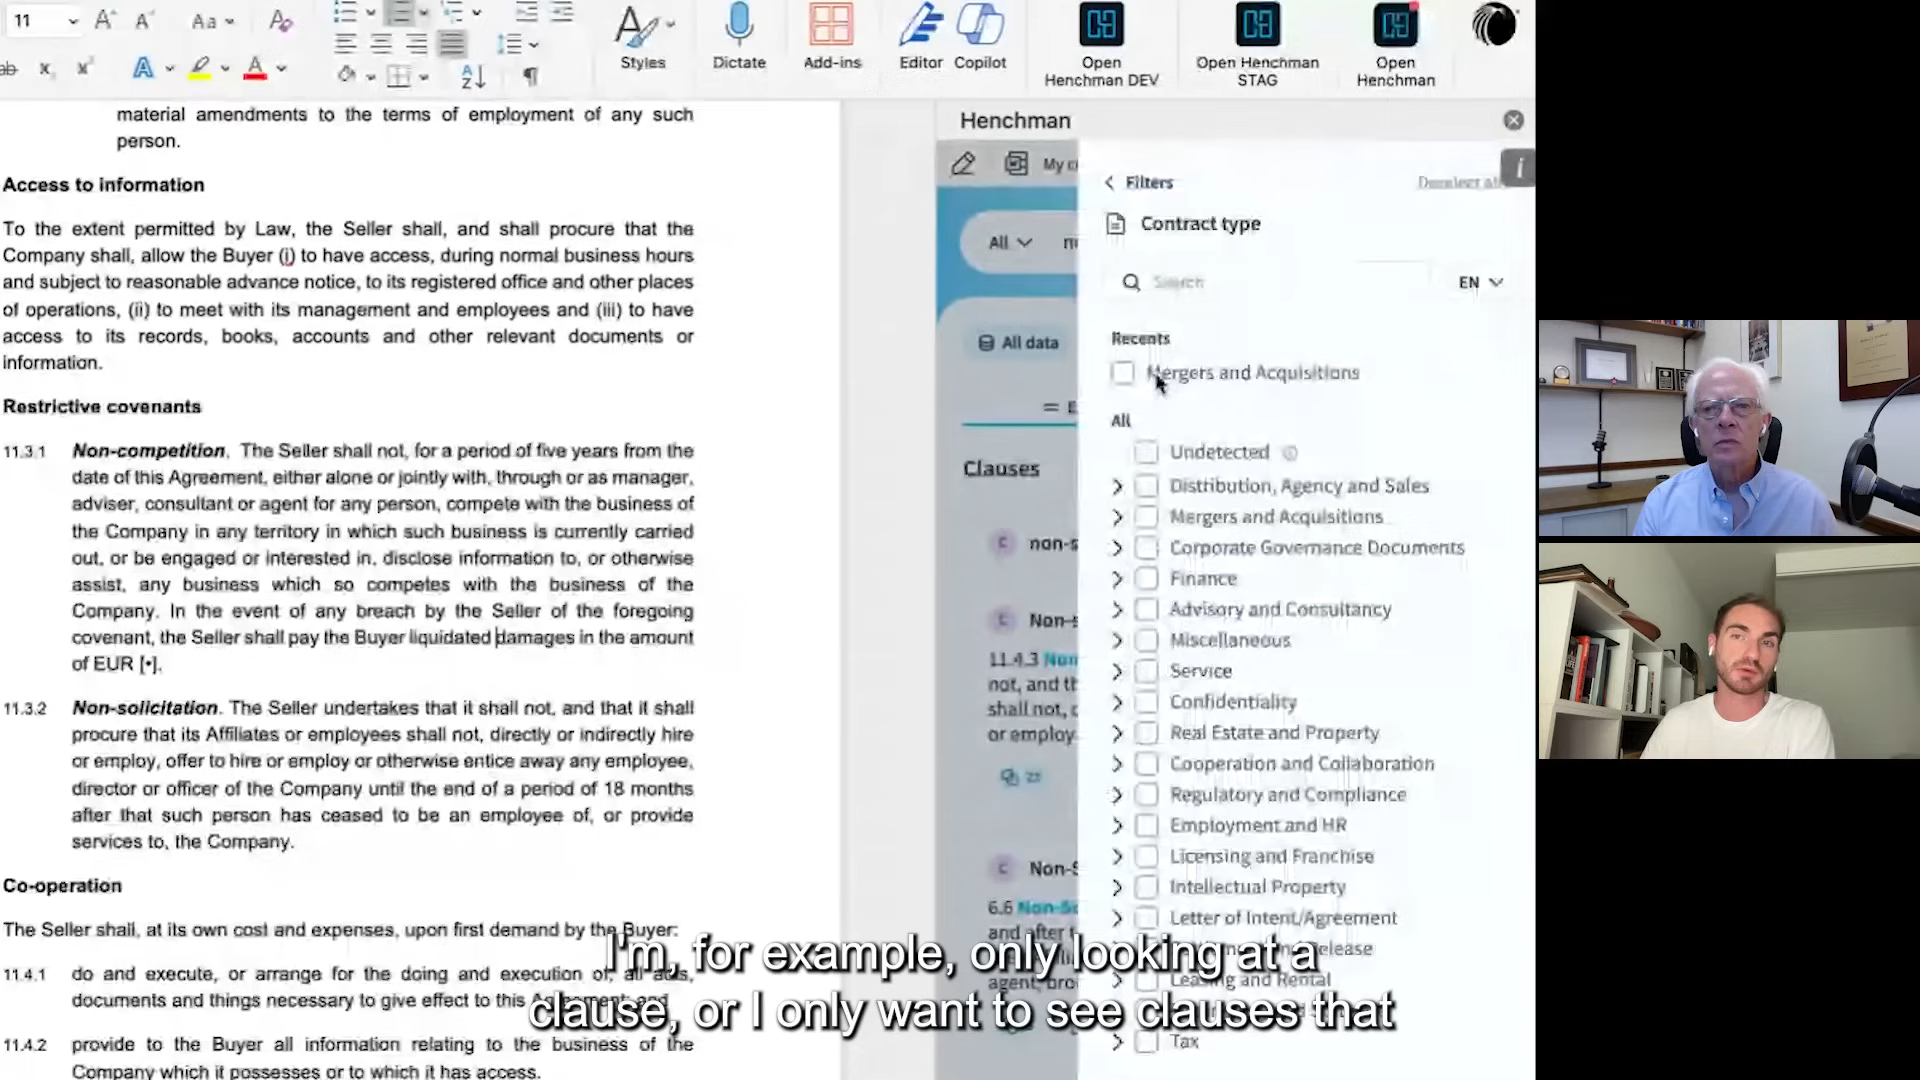 11
Aa
A
A
ab
x
x
A
A
Styles
Dictate
Add-ins
Editor
Copilot
Open
Henchman DEV
Open Henchman
STAG
Open
Henchman
material amendments to the terms of employment of any such
person.
Access to information
To the extent permitted by Law, the Seller shall, and shall procure that the
Company shall, allow the Buyer (i) to have access, during normal business hours
and subject to reasonable advance notice, to its registered office and other places
of operations, (ii) to meet with its management and employees and (iii) to have
access to its records, books, accounts and other relevant documents or
information.
Restrictive covenants
11.3.1 Non-competition. The Seller shall not, for a period of five years from the
date of this Agreement, either alone or jointly with, through or as manager,
adviser, consultant or agent for any person, compete with the business of
the Company in any territory in which such business is currently carried
out, or be engaged or interested in, disclose information to, or otherwise
assist, any business which so competes with the business of the
Company. In the event of any breach by the Seller of the foregoing
covenant, the Seller shall pay the Buyer liquidated damages in the amount
of EUR [•].
11.3.2 Non-solicitation. The Seller undertakes that it shall not, and that it shall
procure that its Affiliates or employees shall not, directly or indirectly hire
or employ, offer to hire or employ or otherwise entice away any employee,
director or officer of the Company until the end of a period of 18 months
after that such person has ceased to be an employee of, or provide
services to, the Company.
Co-operation
The Seller shall, at its own cost and expenses, upon first demand by the Buyer:
11.4.1 do and execute, or arrange for the doing and execution of, all acts,
documents and things necessary to give effect to this Agreement; and
11.4.2 provide to the Buyer all information relating to the business of the
Company which it possesses or to which it has access.
Henchman
My c
All
All data
Clauses
C non-s
C Non-s
11.4.3 Non
not, and th
shall not, o
or employ
C Non-S
6.6 Non-So
and after
agent, bro
Filters
Deselect all
Contract type
Search
EN
Recents
Mergers and Acquisitions
All
Undetected
Distribution, Agency and Sales
Mergers and Acquisitions
Corporate Governance Documents
Finance
Advisory and Consultancy
Miscellaneous
Service
Confidentiality
Real Estate and Property
Cooperation and Collaboration
Regulatory and Compliance
Employment and HR
Licensing and Franchise
Intellectual Property
Letter of Intent/Agreement
Leasing and Rental
Tax
I'm, for example, only looking at a
clause, or I only want to see clauses that